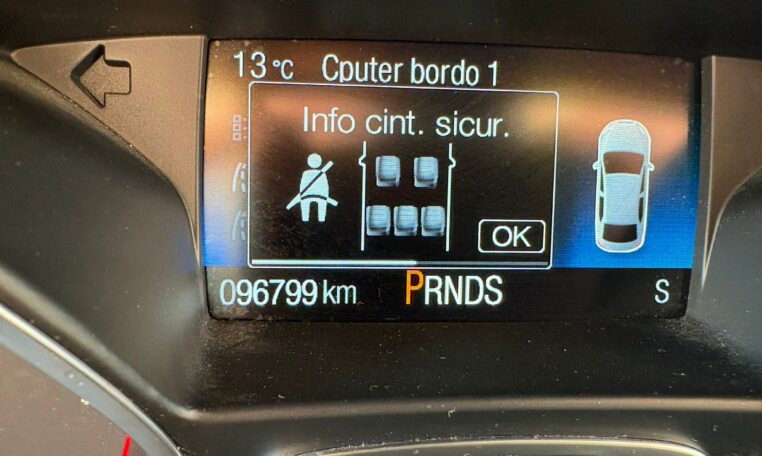 13°C Cputer bordo 1
Info cint. sicur.
OK
096799 km PRNDS S